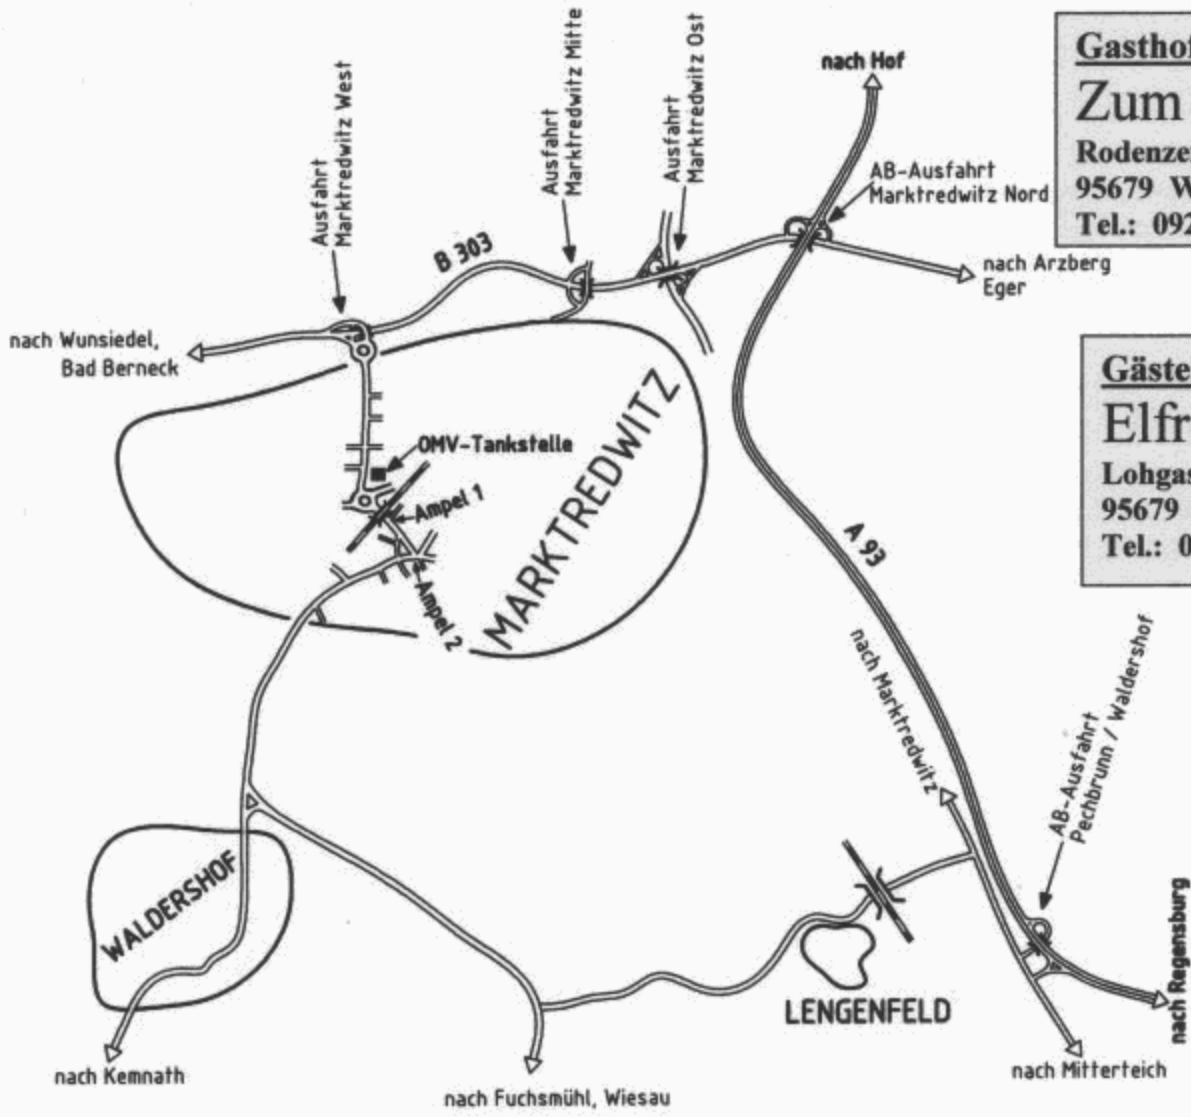 Ausfahrt
Marktredwitz West
Ausfahrt
Marktredwitz Mitte
Ausfahrt
Marktredwitz Ost
nach Hof
AB-Ausfahrt
Marktredwitz Nord
B 303
nach Arzberg
Eger
nach Wunsiedel,
Bad Berneck
OMV-Tankstelle
Ampel 1
Ampel 2
MARKTREDWITZ
A 93
nach Marktredwitz
AB-Ausfahrt
Pechbrunn / Waldershof
WALDERSHOF
LENGENFELD
nach Regensburg
nach Mitterteich
nach Kemnath
nach Fuchsmühl, Wiesau
Gasthof
Zum
Rodenze
95679 W
Tel.: 092
Gäste
Elfr
Lohgas
95679
Tel.: 0